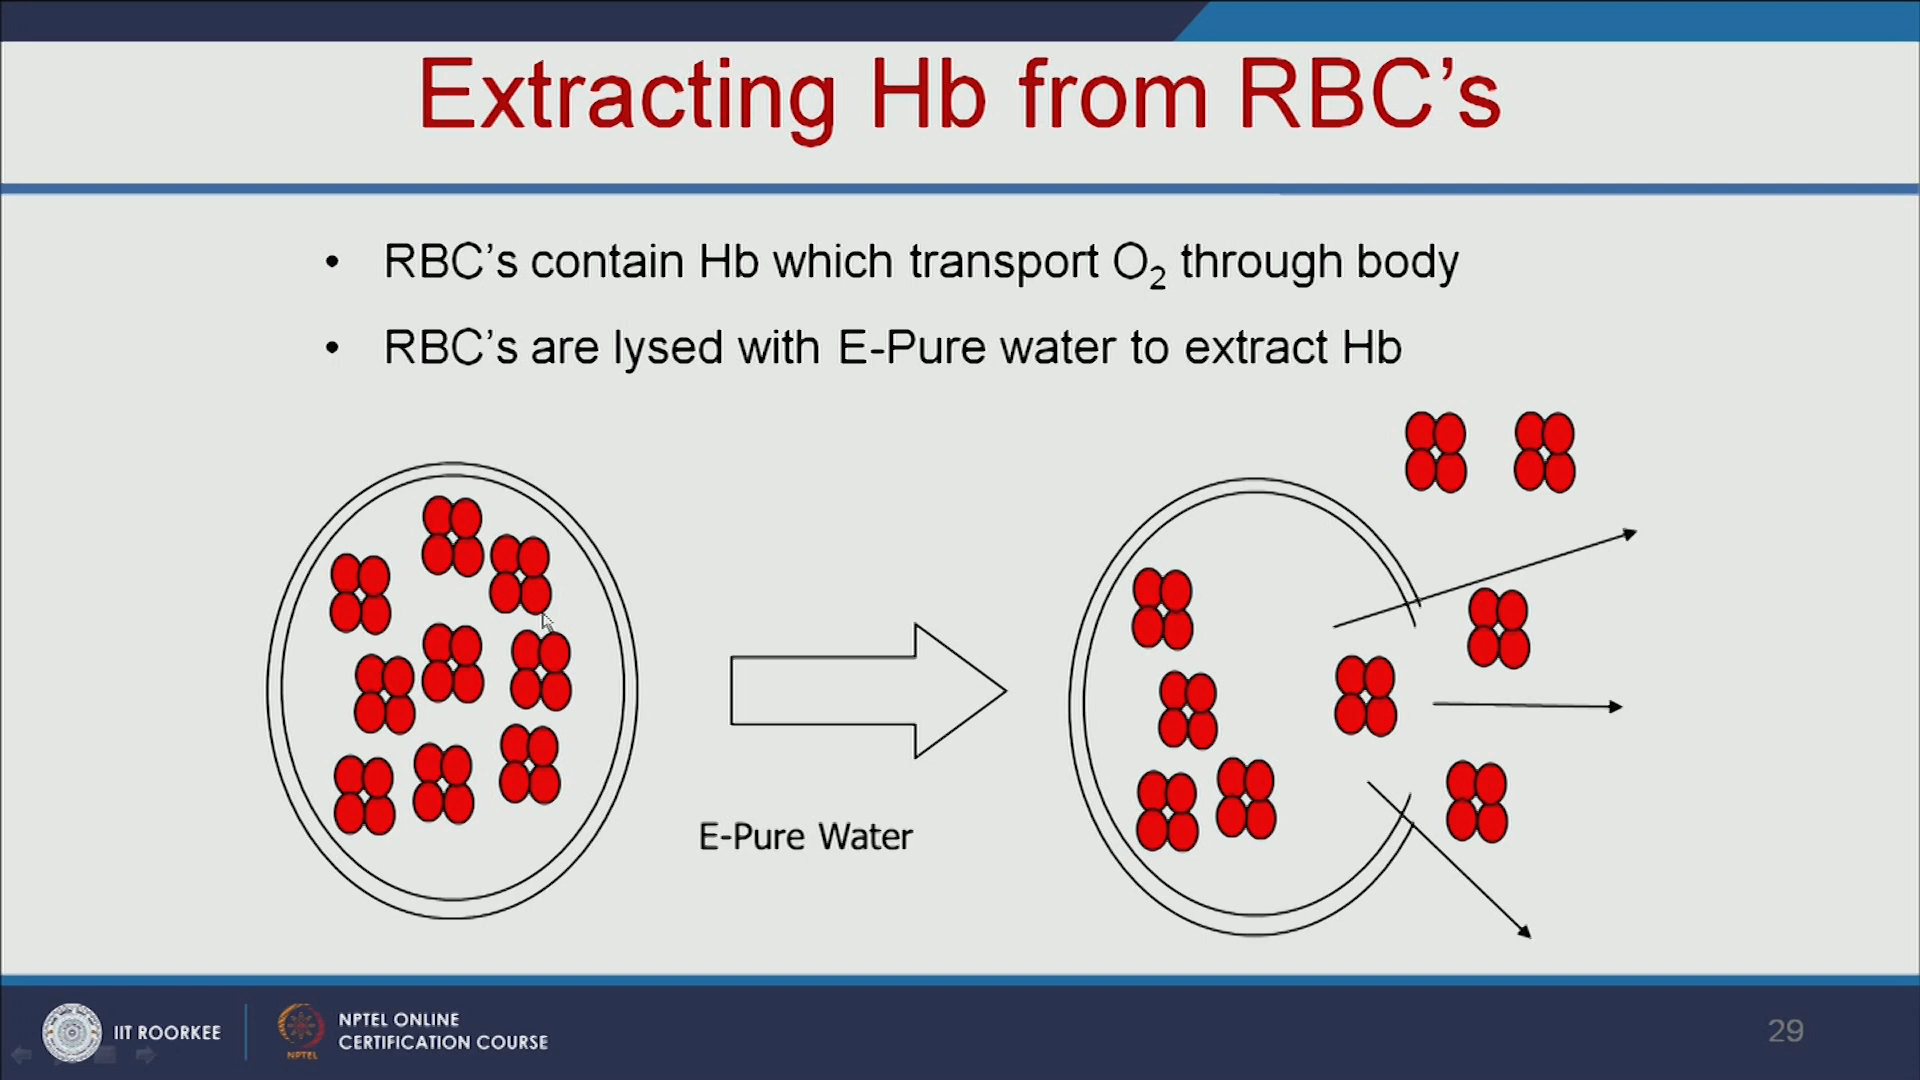 Extracting Hb from RBC's
• RBC's contain Hb which transport O₂ through body
• RBC's are lysed with E-Pure water to extract Hb
E-Pure Water
IIT ROORKEE
NPTEL
NPTEL ONLINE
CERTIFICATION COURSE
29